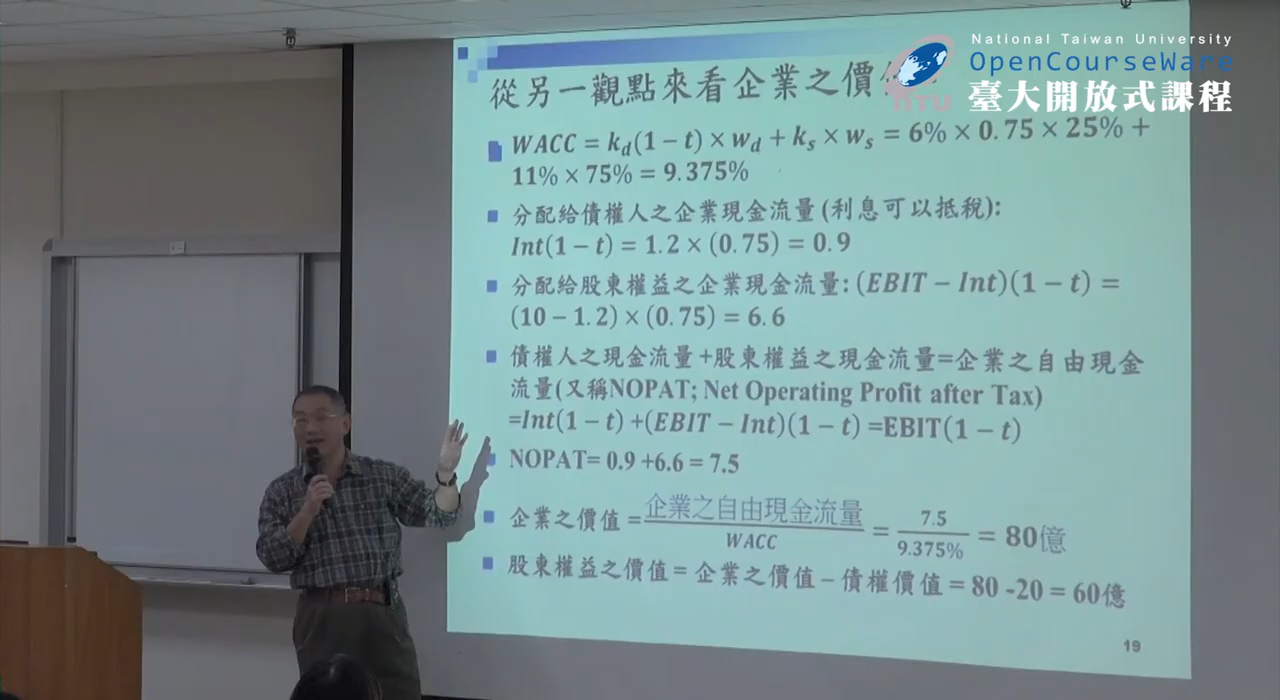 National Taiwan University
OpenCourseWare
臺大開放式課程
NTU
從另一觀點來看企業之價
WACC = k_d(1 − t) × w_d + k_s × w_s = 6% × 0.75 × 25% +
11% × 75% = 9.375%
分配給債權人之企業現金流量(利息可以抵稅):
Int(1 − t) = 1.2 × (0.75) = 0.9
分配給股東權益之企業現金流量: (EBIT − Int)(1 − t) =
(10 − 1.2) × (0.75) = 6.6
債權人之現金流量+股東權益之現金流量=企業之自由現金
流量(又稱NOPAT; Net Operating Profit after Tax)
=Int(1 − t) +(EBIT − Int)(1 − t) =EBIT(1 − t)
NOPAT= 0.9 +6.6 = 7.5
企業之價值 = 企業之自由現金流量 / WACC = 7.5 / 9.375% = 80億
股東權益之價值 = 企業之價值 − 債權價值 = 80 -20 = 60億
19